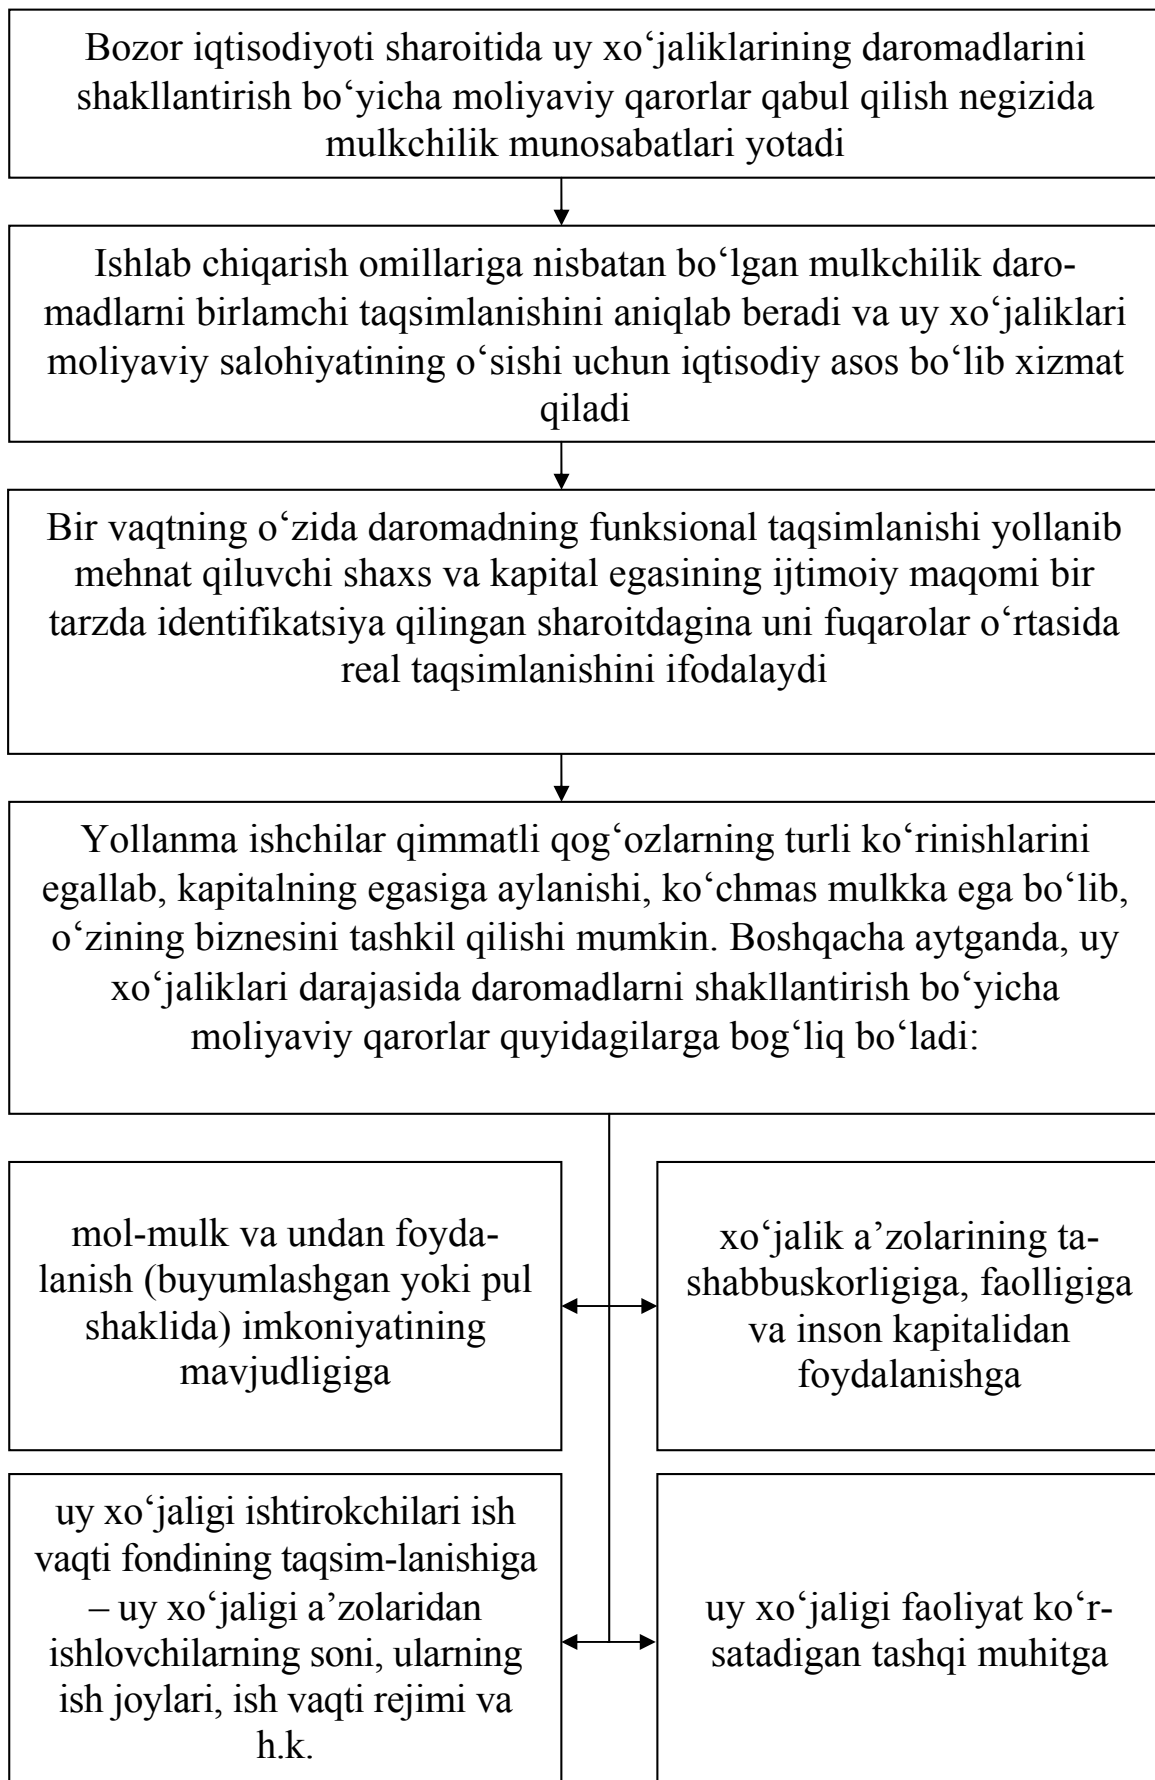 Bozor iqtisodiyoti sharoitida uy xo‘jaliklarining daromadlarini
shakllantirish bo‘yicha moliyaviy qarorlar qabul qilish negizida
mulkchilik munosabatlari yotadi
Ishlab chiqarish omillariga nisbatan bo‘lgan mulkchilik daro-
madlarni birlamchi taqsimlanishini aniqlab beradi va uy xo‘jaliklari
moliyaviy salohiyatining o‘sishi uchun iqtisodiy asos bo‘lib xizmat
qiladi
Bir vaqtning o‘zida daromadning funksional taqsimlanishi yollanib
mehnat qiluvchi shaxs va kapital egasining ijtimoiy maqomi bir
tarzda identifikatsiya qilingan sharoitdagina uni fuqarolar o‘rtasida
real taqsimlanishini ifodalaydi
Yollanma ishchilar qimmatli qog‘ozlarning turli ko‘rinishlarini
egallab, kapitalning egasiga aylanishi, ko‘chmas mulkka ega bo‘lib,
o‘zining biznesini tashkil qilishi mumkin. Boshqacha aytganda, uy
xo‘jaliklari darajasida daromadlarni shakllantirish bo‘yicha
moliyaviy qarorlar quyidagilarga bog‘liq bo‘ladi:
mol-mulk va undan foyda-
lanish (buyumlashgan yoki pul
shaklida) imkoniyatining
mavjudligiga
xo‘jalik a’zolarining ta-
shabbuskorligiga, faolligiga
va inson kapitalidan
foydalanishga
uy xo‘jaligi ishtirokchilari ish
vaqti fondining taqsim-lanishiga
– uy xo‘jaligi a’zolaridan
ishlovchilarning soni, ularning
ish joylari, ish vaqti rejimi va
h.k.
uy xo‘jaligi faoliyat ko‘r-
satadigan tashqi muhitga